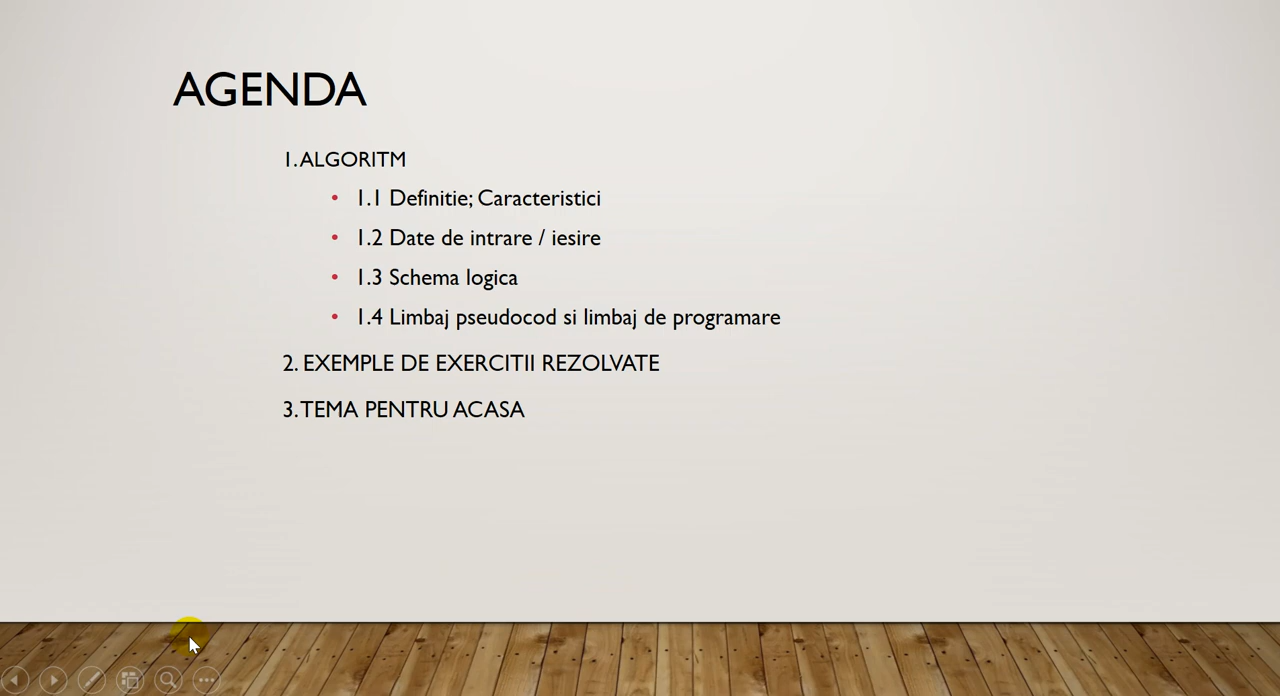 AGENDA
1. ALGORITM
• 1.1 Definitie; Caracteristici
• 1.2 Date de intrare / iesire
• 1.3 Schema logica
• 1.4 Limbaj pseudocod si limbaj de programare
2. EXEMPLE DE EXERCITII REZOLVATE
3. TEMA PENTRU ACASA